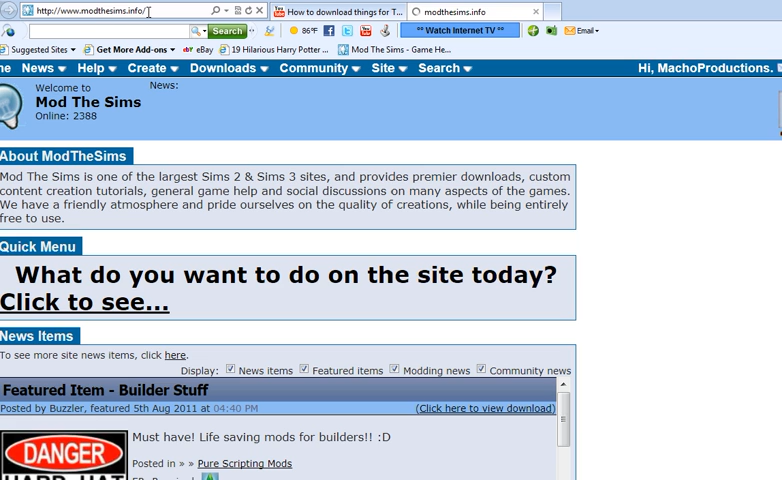 http://www.modthesims.info/
How to download things for T...
modthesims.info/
Search
86°F
°° Watch Internet TV °°
Email
Suggested Sites
Get More Add-ons
eBay
19 Hilarious Harry Potter ...
Mod The Sims - Game He...
me News Help Create Downloads Community Site Search Hi, MachoProductions.
Welcome to
Mod The Sims
Online: 2388
News:
About ModTheSims
Mod The Sims is one of the largest Sims 2 & Sims 3 sites, and provides premier downloads, custom
content creation tutorials, general game help and social discussions on many aspects of the games.
We have a friendly atmosphere and pride ourselves on the quality of creations, while being entirely
free to use.
Quick Menu
What do you want to do on the site today?
Click to see...
News Items
To see more site news items, click here.
Display: News items Featured items Modding news Community news
Featured Item - Builder Stuff
Posted by Buzzler, featured 5th Aug 2011 at 04:40 PM (Click here to view download)
Must have! Life saving mods for builders!! :D
DANGER
Posted in » » Pure Scripting Mods
HARD HAT